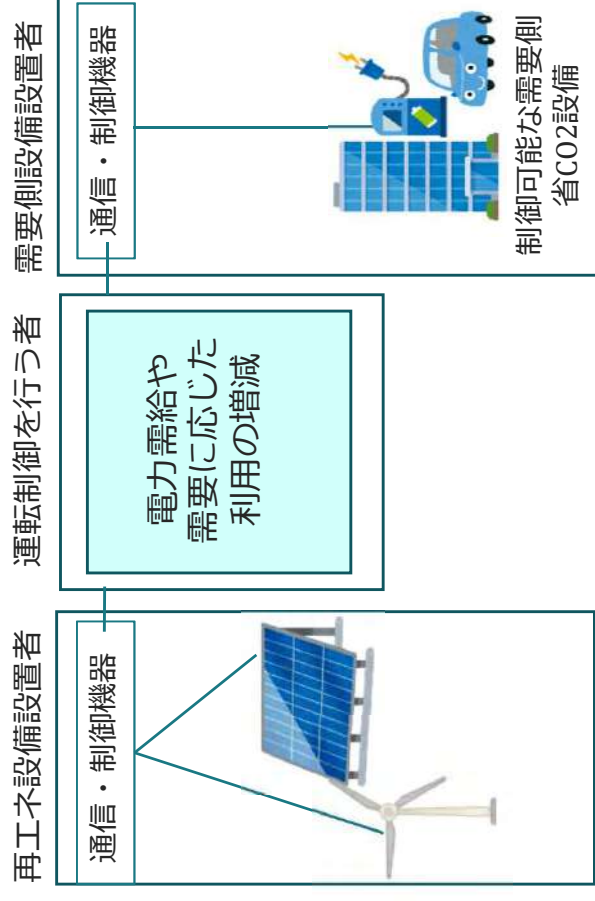 再エネ設備設置者
通信・制御機器
運転制御を行う者
電力需給や
需要に応じた
利用の増減
需要側設備設置者
通信・制御機器
制御可能な需要側
省CO2設備